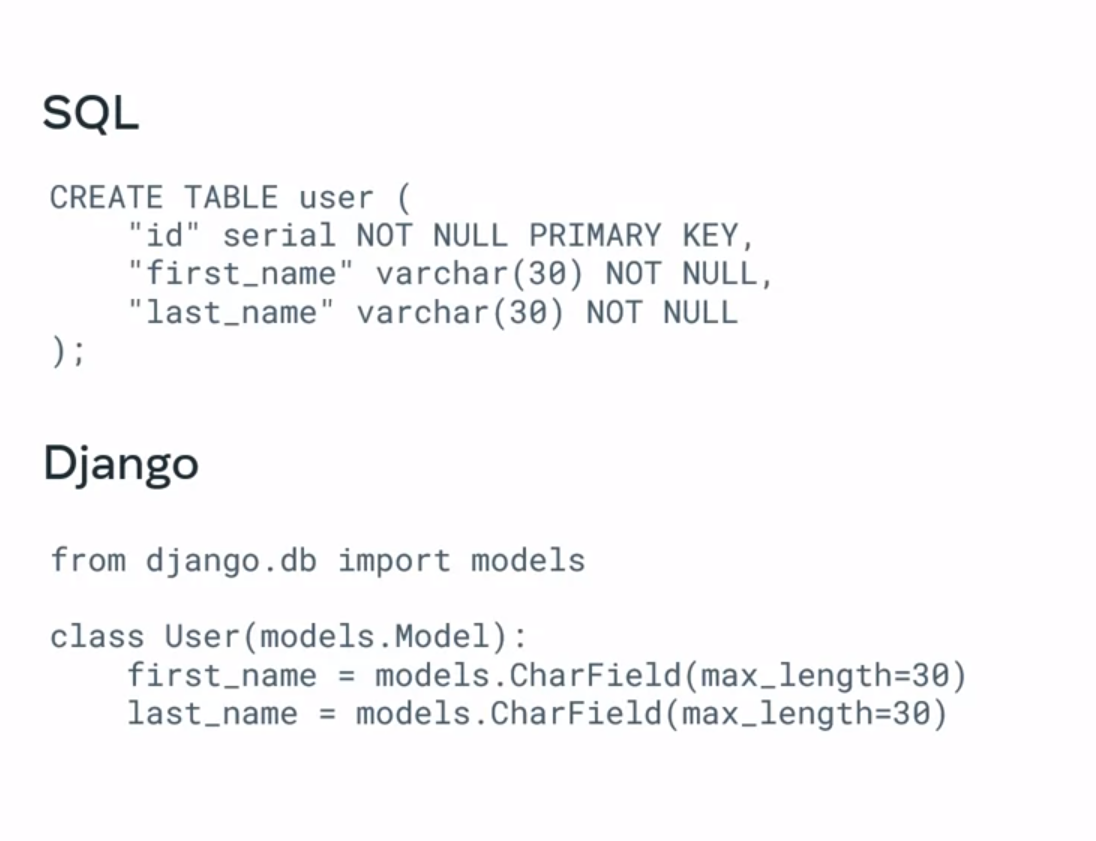 SQL
CREATE TABLE user (
    "id" serial NOT NULL PRIMARY KEY,
    "first_name" varchar(30) NOT NULL,
    "last_name" varchar(30) NOT NULL
);
Django
from django.db import models
class User(models.Model):
    first_name = models.CharField(max_length=30)
    last_name = models.CharField(max_length=30)